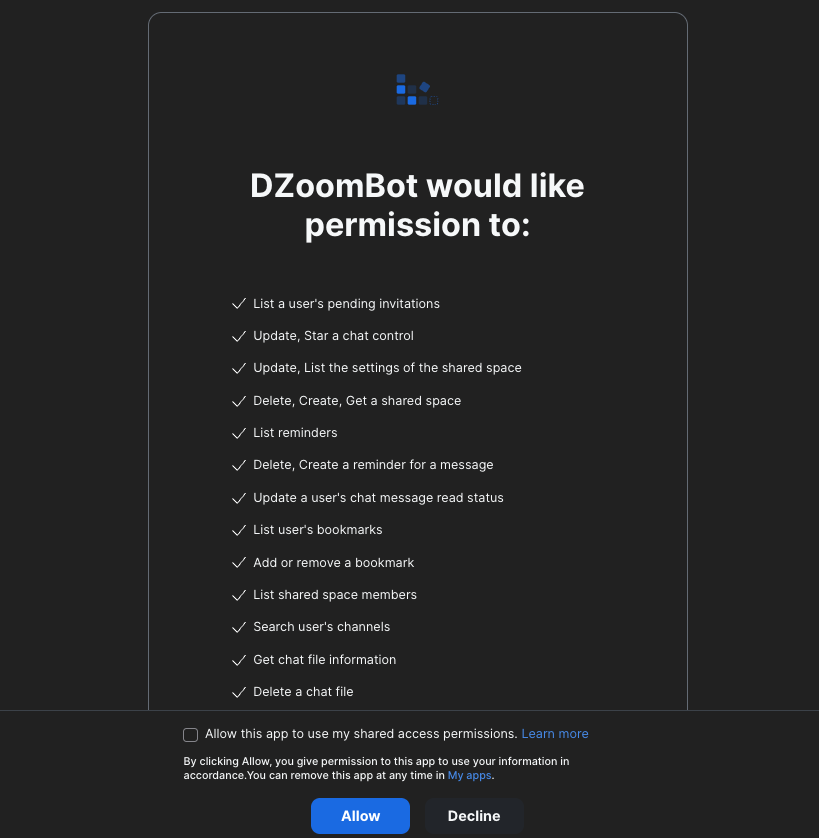 DZoomBot would like
permission to:
List a user's pending invitations
Update, Star a chat control
Update, List the settings of the shared space
Delete, Create, Get a shared space
List reminders
Delete, Create a reminder for a message
Update a user's chat message read status
List user's bookmarks
Add or remove a bookmark
List shared space members
Search user's channels
Get chat file information
Delete a chat file
Allow this app to use my shared access permissions. Learn more
By clicking Allow, you give permission to this app to use your information in
accordance.You can remove this app at any time in My apps.
Allow
Decline